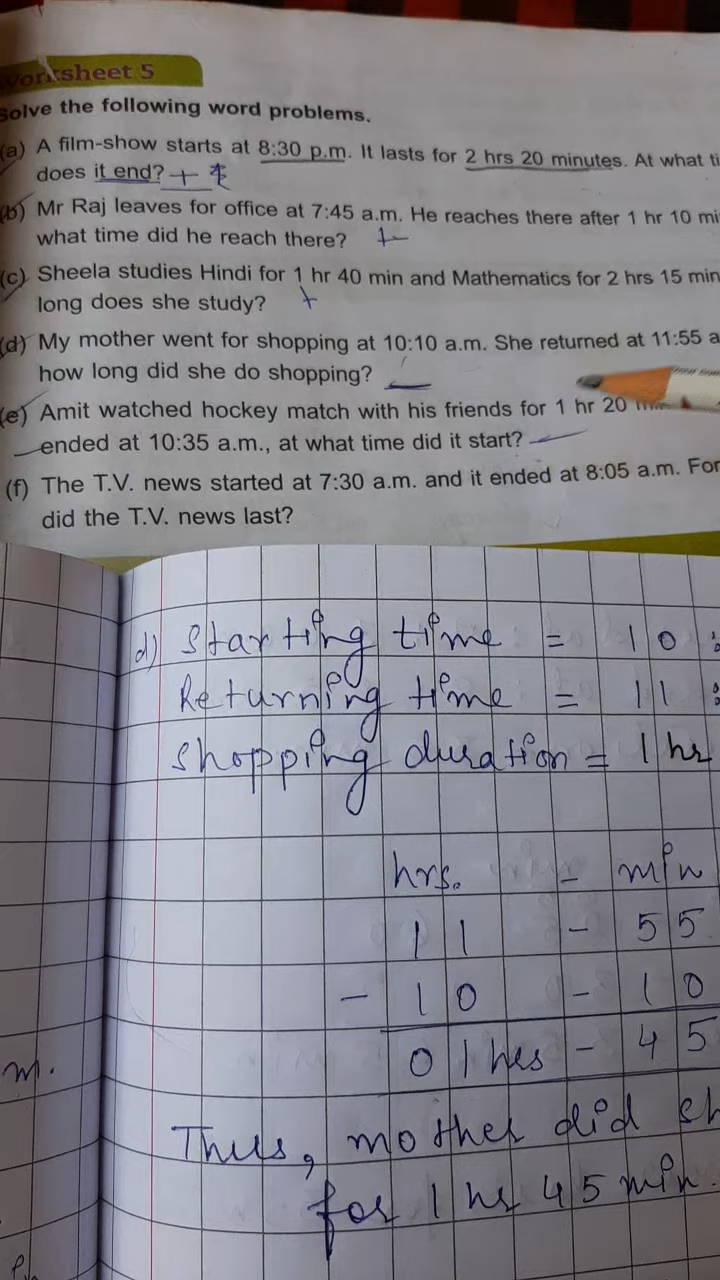 Worksheet 5
Solve the following word problems.
(a) A film-show starts at 8:30 p.m. It lasts for 2 hrs 20 minutes. At what ti
does it end? +
(b) Mr Raj leaves for office at 7:45 a.m. He reaches there after 1 hr 10 mi
what time did he reach there? +
(c) Sheela studies Hindi for 1 hr 40 min and Mathematics for 2 hrs 15 min
long does she study? +
(d) My mother went for shopping at 10:10 a.m. She returned at 11:55 a
how long did she do shopping? —
(e) Amit watched hockey match with his friends for 1 hr 20
ended at 10:35 a.m., at what time did it start? —
(f) The T.V. news started at 7:30 a.m. and it ended at 8:05 a.m. For
did the T.V. news last?
d) Starting time = 10:
Returning time = 11:
Shopping duration = 1 hr
hrs. - min
11 - 55
- 10 - 10
01 hrs - 45
m.
Thus, mother did sh
for 1 hr 45 min.